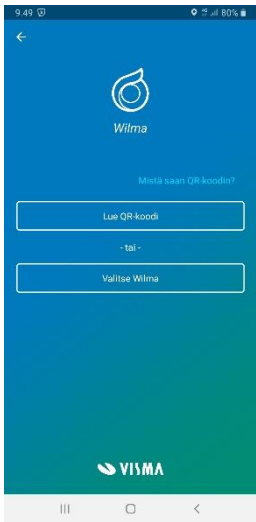 9.49
80%
Wilma
Mistä saan QR-koodin?
Lue QR-koodi
- tai -
Valitse Wilma
VISMA